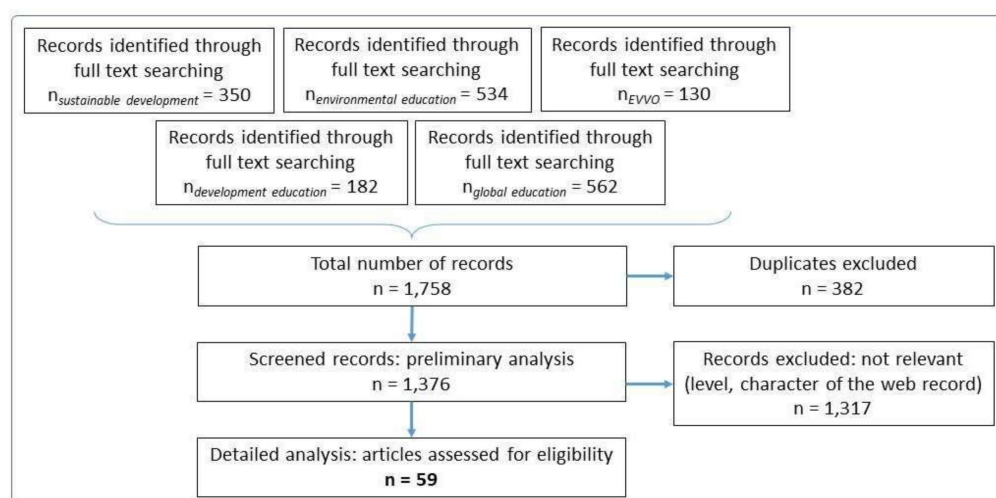 Records identified through
full text searching
nsustainable development = 350
Records identified through
full text searching
nenvironmental education = 534
Records identified through
full text searching
nEVVO = 130
Records identified through
full text searching
ndevelopment education = 182
Records identified through
full text searching
nglobal education = 562
Total number of records
n = 1,758
Duplicates excluded
n = 382
Screened records: preliminary analysis
n = 1,376
Records excluded: not relevant
(level, character of the web record)
n = 1,317
Detailed analysis: articles assessed for eligibility
n = 59